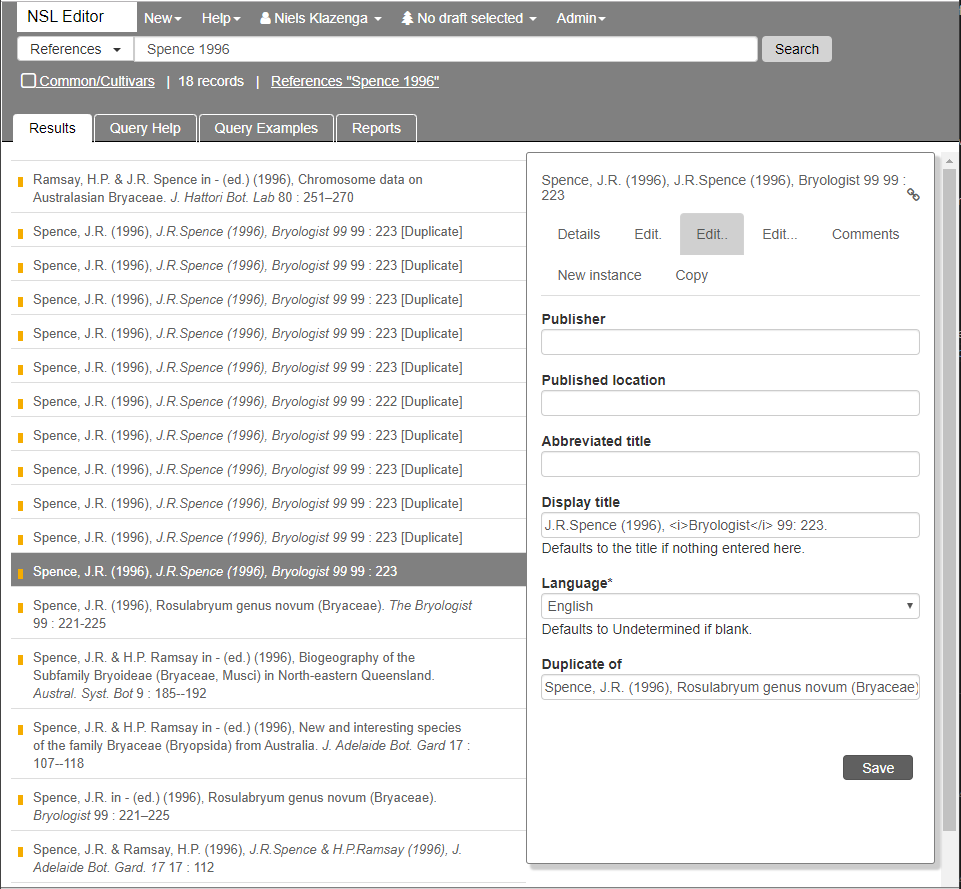 NSL Editor New Help Niels Klazenga No draft selected Admin
References Spence 1996 Search
Common/Cultivars | 18 records | References "Spence 1996"
Results Query Help Query Examples Reports
Ramsay, H.P. & J.R. Spence in - (ed.) (1996), Chromosome data on
Australasian Bryaceae. J. Hattori Bot. Lab 80 : 251–270
Spence, J.R. (1996), J.R.Spence (1996), Bryologist 99 99 : 223 [Duplicate]
Spence, J.R. (1996), J.R.Spence (1996), Bryologist 99 99 : 223 [Duplicate]
Spence, J.R. (1996), J.R.Spence (1996), Bryologist 99 99 : 223 [Duplicate]
Spence, J.R. (1996), J.R.Spence (1996), Bryologist 99 99 : 223 [Duplicate]
Spence, J.R. (1996), J.R.Spence (1996), Bryologist 99 99 : 223 [Duplicate]
Spence, J.R. (1996), J.R.Spence (1996), Bryologist 99 99 : 222 [Duplicate]
Spence, J.R. (1996), J.R.Spence (1996), Bryologist 99 99 : 223 [Duplicate]
Spence, J.R. (1996), J.R.Spence (1996), Bryologist 99 99 : 223 [Duplicate]
Spence, J.R. (1996), J.R.Spence (1996), Bryologist 99 99 : 223 [Duplicate]
Spence, J.R. (1996), J.R.Spence (1996), Bryologist 99 99 : 223 [Duplicate]
Spence, J.R. (1996), J.R.Spence (1996), Bryologist 99 99 : 223
Spence, J.R. (1996), Rosulabryum genus novum (Bryaceae). The Bryologist
99 : 221-225
Spence, J.R. & H.P. Ramsay in - (ed.) (1996), Biogeography of the
Subfamily Bryoideae (Bryaceae, Musci) in North-eastern Queensland.
Austral. Syst. Bot 9 : 185--192
Spence, J.R. & H.P. Ramsay in - (ed.) (1996), New and interesting species
of the family Bryaceae (Bryopsida) from Australia. J. Adelaide Bot. Gard 17 :
107--118
Spence, J.R. in - (ed.) (1996), Rosulabryum genus novum (Bryaceae).
Bryologist 99 : 221–225
Spence, J.R. & Ramsay, H.P. (1996), J.R.Spence & H.P.Ramsay (1996), J.
Adelaide Bot. Gard. 17 17 : 112
Spence, J.R. (1996), J.R.Spence (1996), Bryologist 99 99 :
223
Details Edit. Edit.. Edit... Comments
New instance Copy
Publisher
Published location
Abbreviated title
Display title
J.R.Spence (1996), <i>Bryologist</i> 99: 223.
Defaults to the title if nothing entered here.
Language*
English
Defaults to Undetermined if blank.
Duplicate of
Spence, J.R. (1996), Rosulabryum genus novum (Bryaceae)
Save